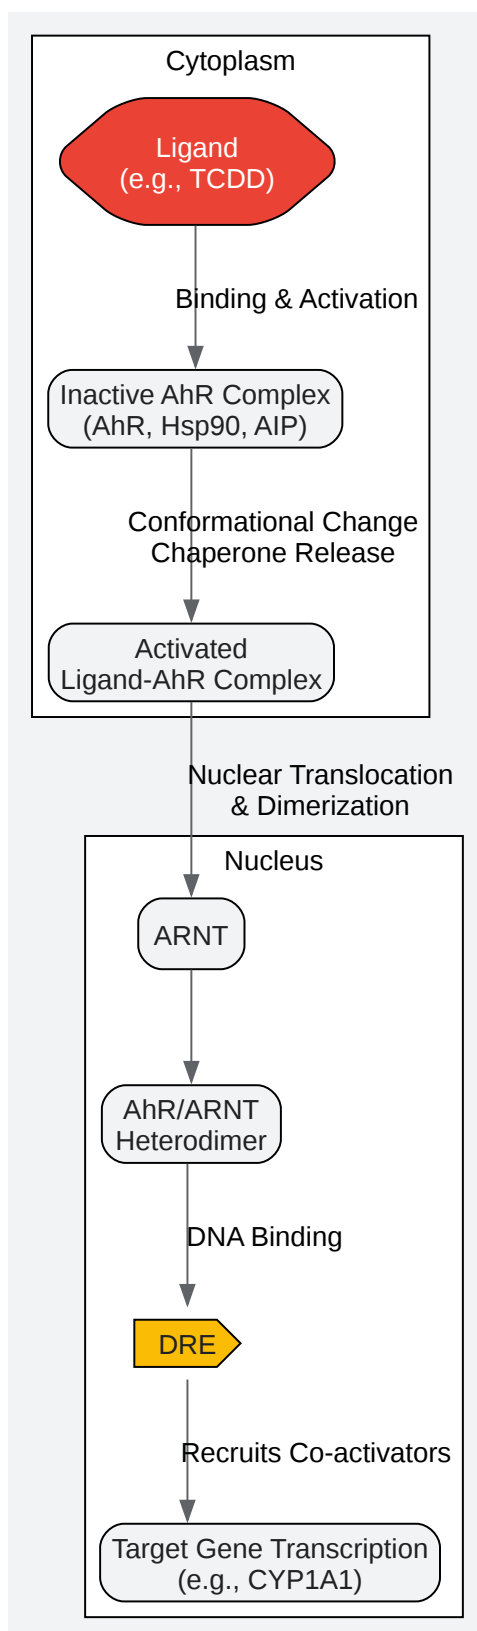 Cytoplasm
Ligand
(e.g., TCDD)
Binding & Activation
Inactive AhR Complex
(AhR, Hsp90, AIP)
Conformational Change
Chaperone Release
Activated
Ligand-AhR Complex
Nuclear Translocation
& Dimerization
Nucleus
ARNT
AhR/ARNT
Heterodimer
DNA Binding
DRE
Recruits Co-activators
Target Gene Transcription
(e.g., CYP1A1)